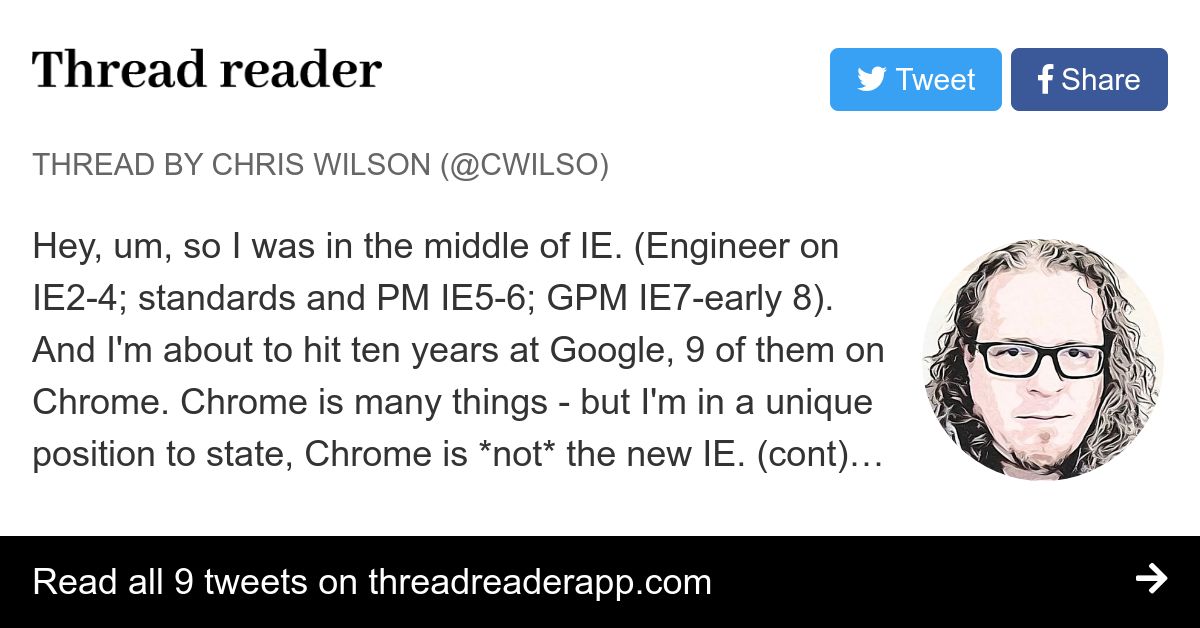 Thread reader
Tweet
Share
THREAD BY CHRIS WILSON (@CWILSO)
Hey, um, so I was in the middle of IE. (Engineer on
IE2-4; standards and PM IE5-6; GPM IE7-early 8).
And I'm about to hit ten years at Google, 9 of them on
Chrome. Chrome is many things - but I'm in a unique
position to state, Chrome is *not* the new IE. (cont)…
Read all 9 tweets on threadreaderapp.com